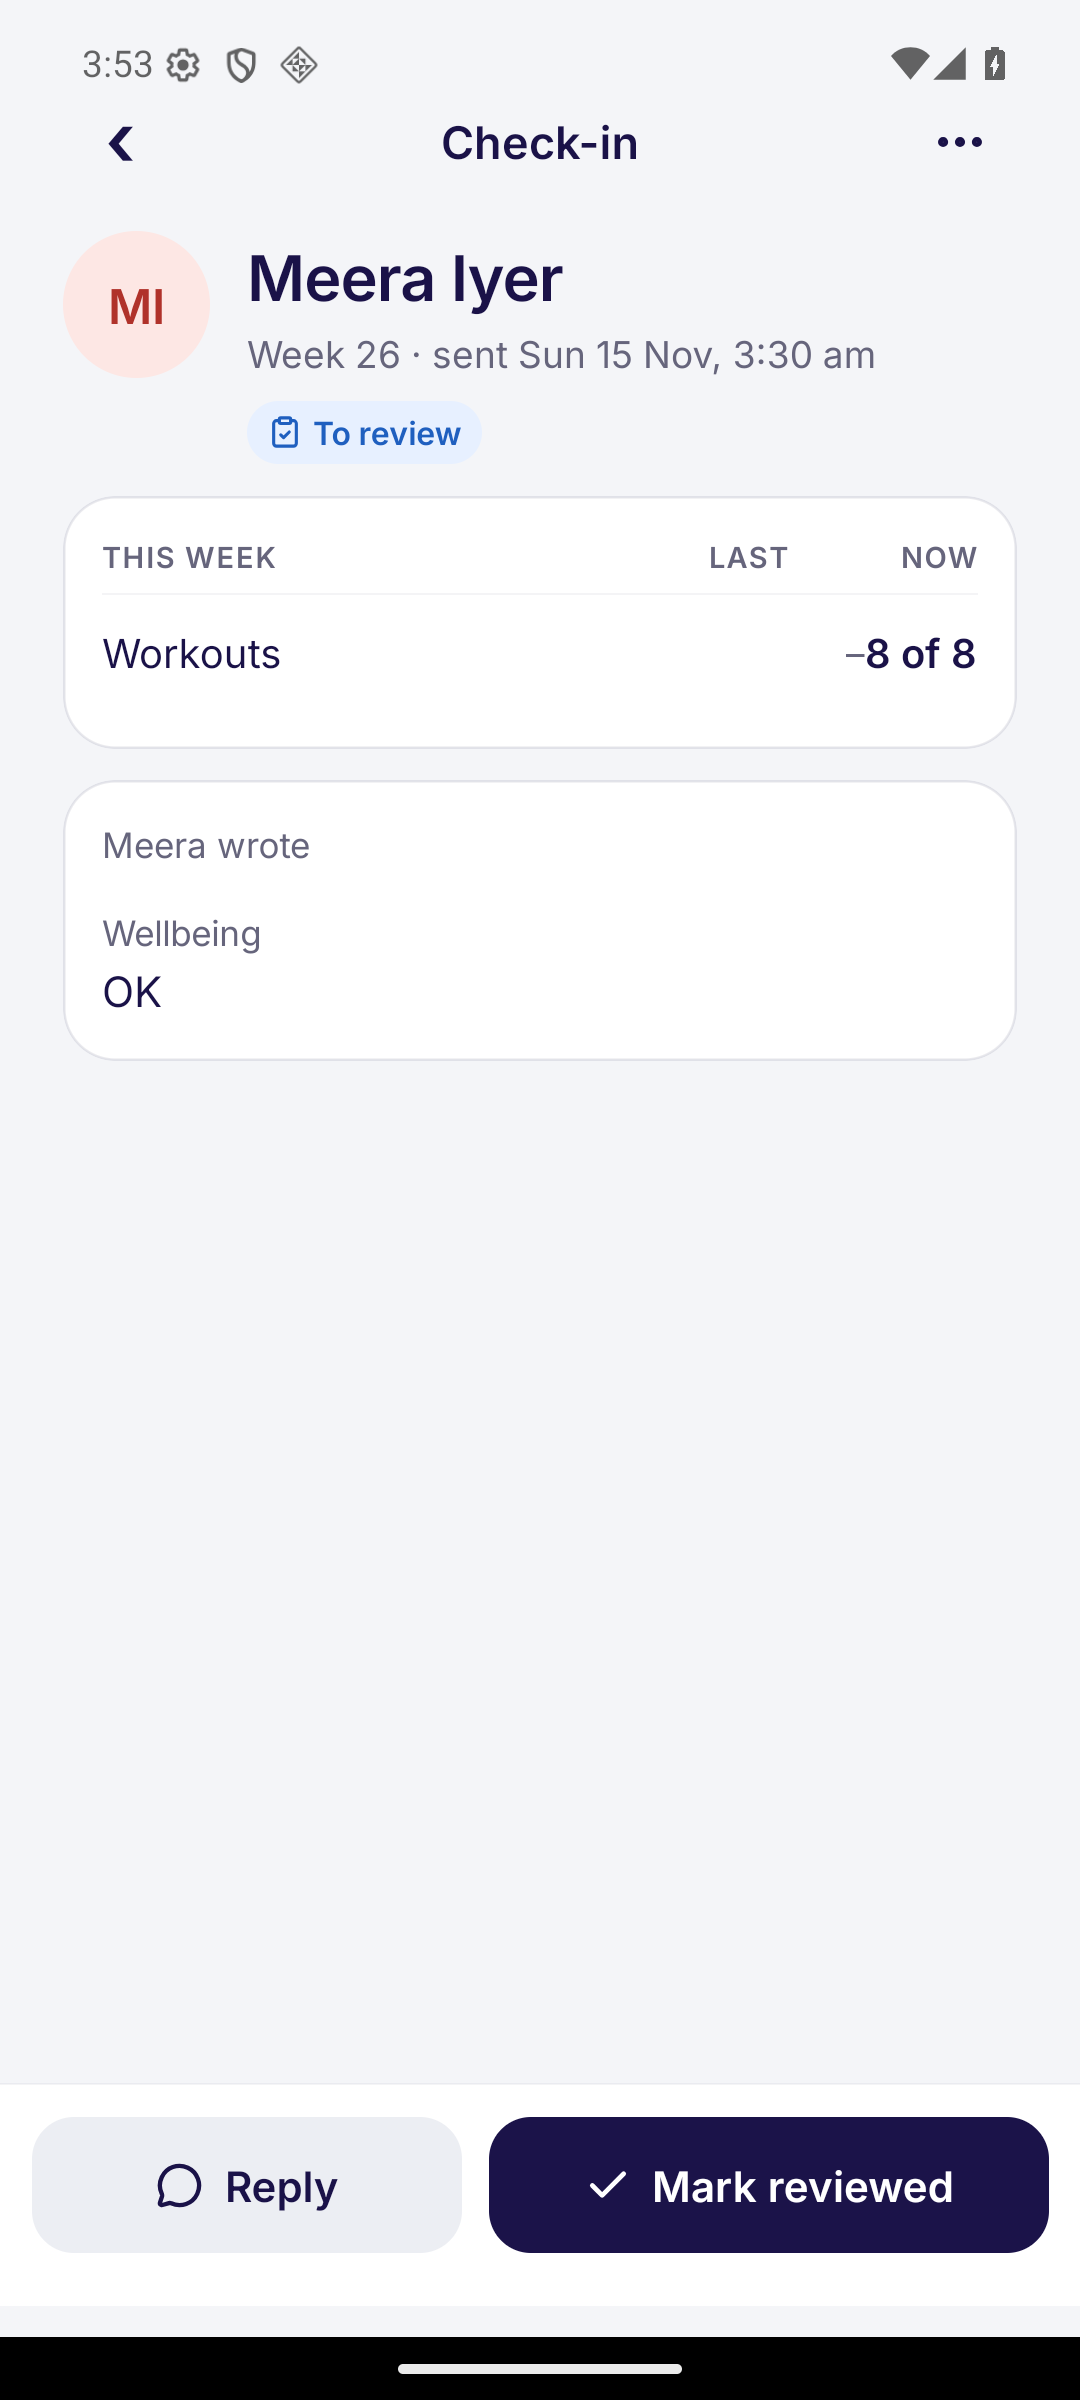 3:53
Check-in
MI
Meera Iyer
Week 26 · sent Sun 15 Nov, 3:30 am
To review
THIS WEEK LAST NOW
Workouts –8 of 8
Meera wrote
Wellbeing
OK
Reply
Mark reviewed